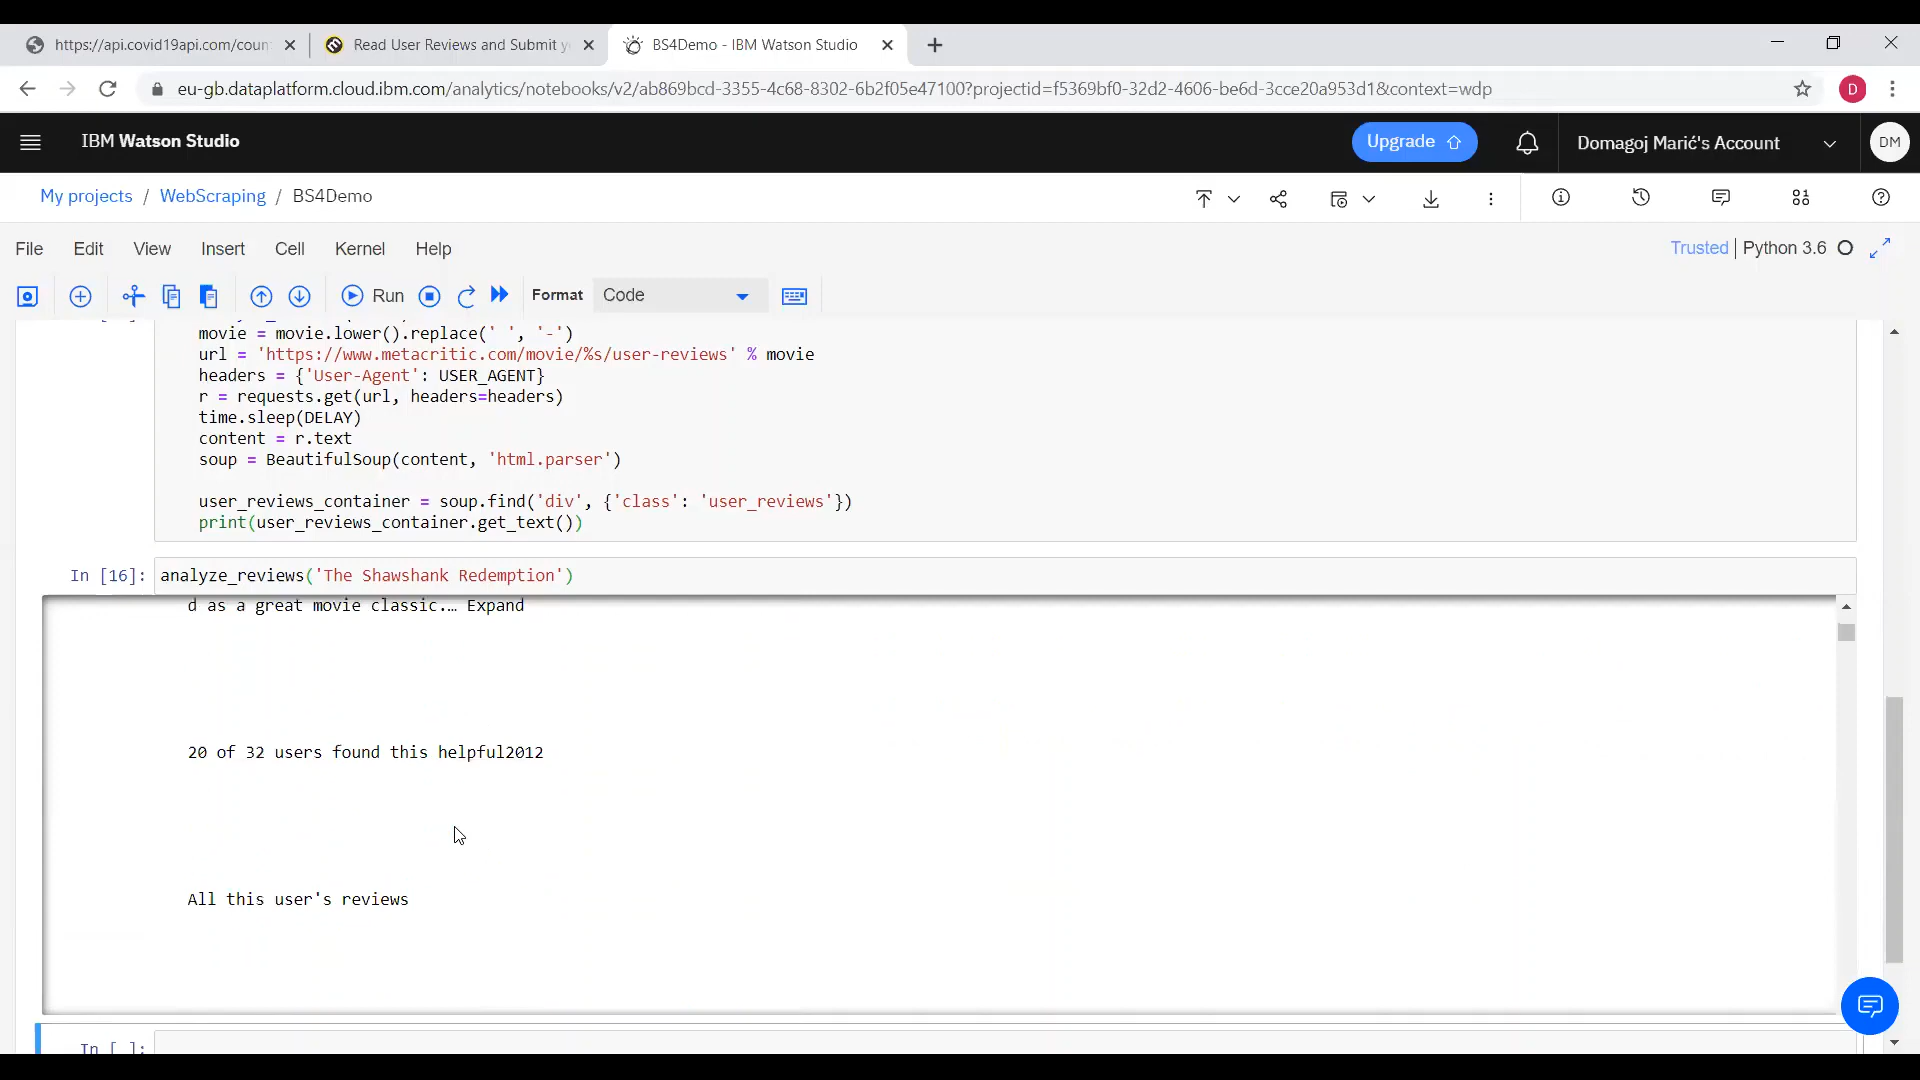 https://api.covid19api.com/coun
Read User Reviews and Submit y
BS4Demo - IBM Watson Studio
eu-gb.dataplatform.cloud.ibm.com/analytics/notebooks/v2/ab869bcd-3355-4c68-8302-6b2f05e47100?projectid=f5369bf0-32d2-4606-be6d-3cce20a953d1&context=wdp
D
IBM Watson Studio
Upgrade
Domagoj Marić's Account
DM
My projects / WebScraping / BS4Demo
File Edit View Insert Cell Kernel Help
Trusted | Python 3.6
Run
Format
Code
movie = movie.lower().replace(' ', '-')
url = 'https://www.metacritic.com/movie/%s/user-reviews' % movie
headers = {'User-Agent': USER_AGENT}
r = requests.get(url, headers=headers)
time.sleep(DELAY)
content = r.text
soup = BeautifulSoup(content, 'html.parser')
user_reviews_container = soup.find('div', {'class': 'user_reviews'})
print(user_reviews_container.get_text())
In [16]: analyze_reviews('The Shawshank Redemption')
d as a great movie classic.… Expand
20 of 32 users found this helpful2012
All this user's reviews
In [ ]: